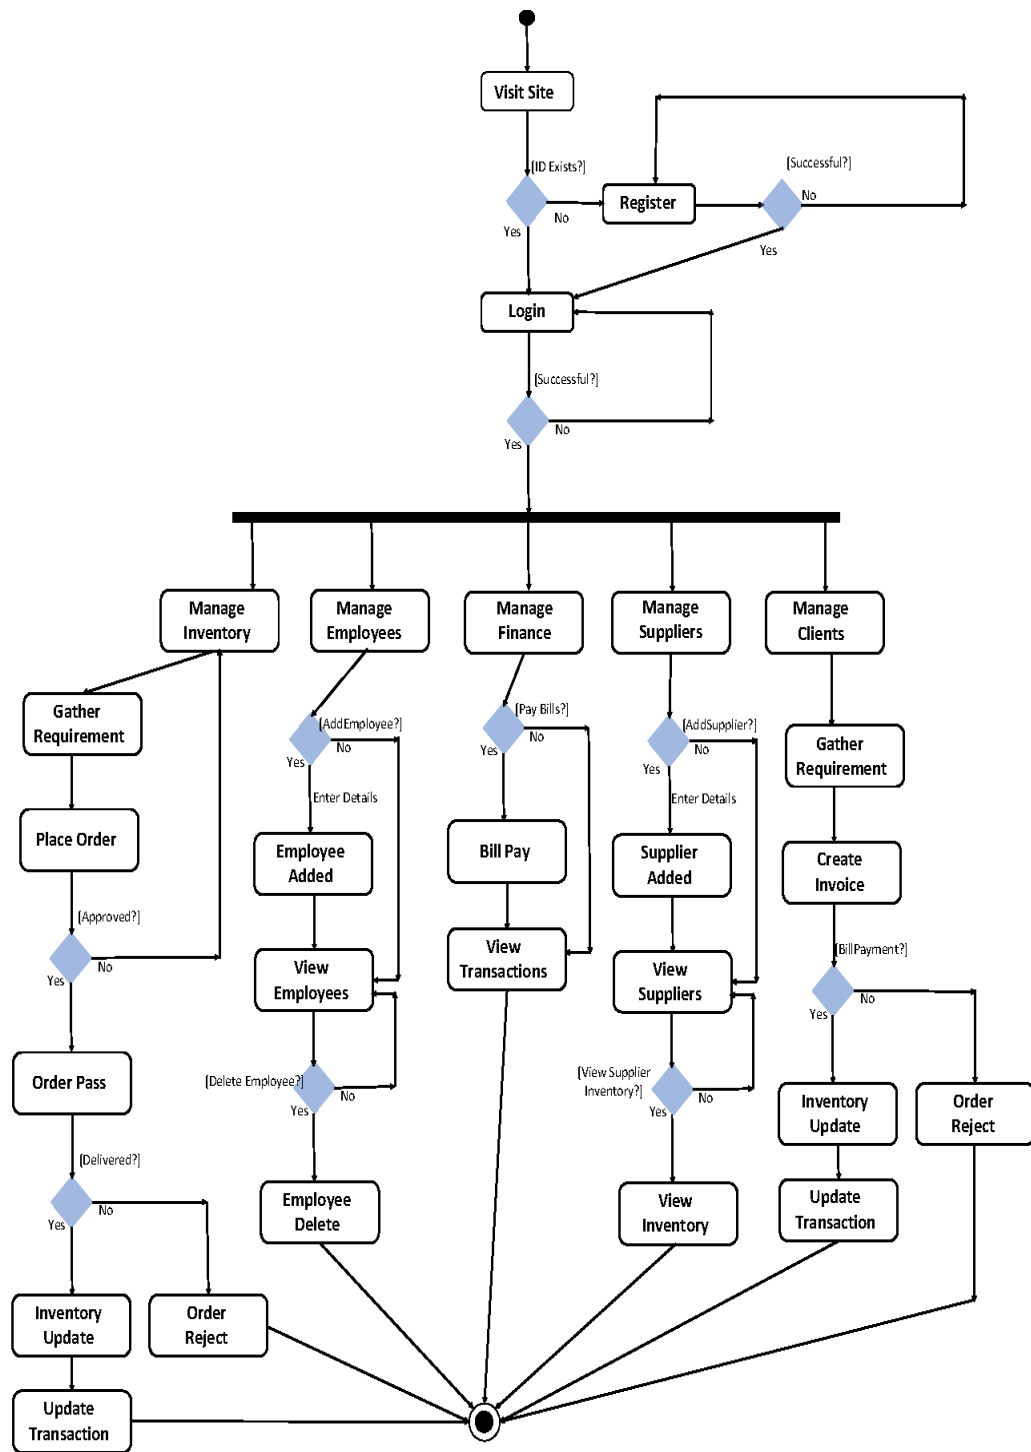 Visit Site
[ID Exists?]
[Successful?]
Register
No
No
Yes
Yes
Login
[Successful?]
Yes
No
Manage
Inventory
Manage
Employees
Manage
Finance
Manage
Suppliers
Manage
Clients
Gather
Requirement
Place Order
[Approved?]
Yes
No
Order Pass
[Delivered?]
Yes
No
Inventory
Update
Order
Reject
Update
Transaction
[AddEmployee?]
No
Yes
Enter Details
Employee
Added
View
Employees
[Delete Employee?]
Yes
No
Employee
Delete
[Pay Bills?]
Yes
No
Bill Pay
View
Transactions
[AddSupplier?]
No
Yes
Enter Details
Supplier
Added
View
Suppliers
[View Supplier
Inventory?]
Yes
No
View
Inventory
Gather
Requirement
Create
Invoice
[BillPayment?]
Yes
No
Inventory
Update
Order
Reject
Update
Transaction